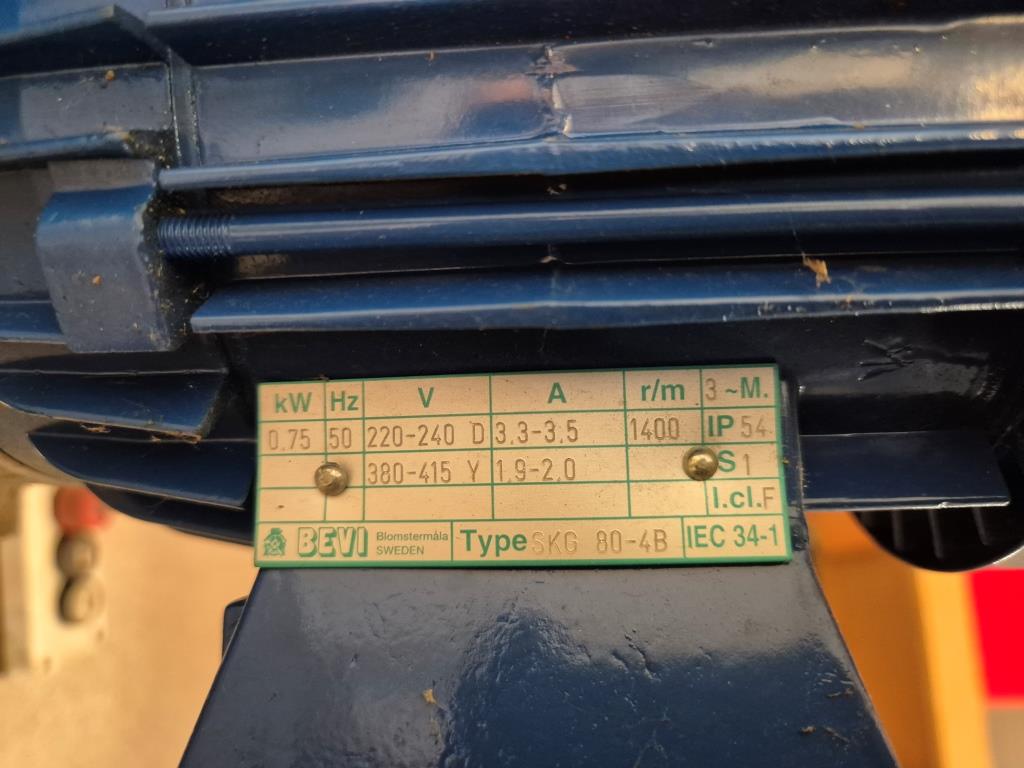 kW Hz V A r/m 3 ~M.
0.75 50 220-240 D 3.3-3.5 1400 IP 54
380-415 Y 1.9-2.0 S 1
I.cl. F
BEVI Blomstermåla SWEDEN Type SKG 80-4B IEC 34-1